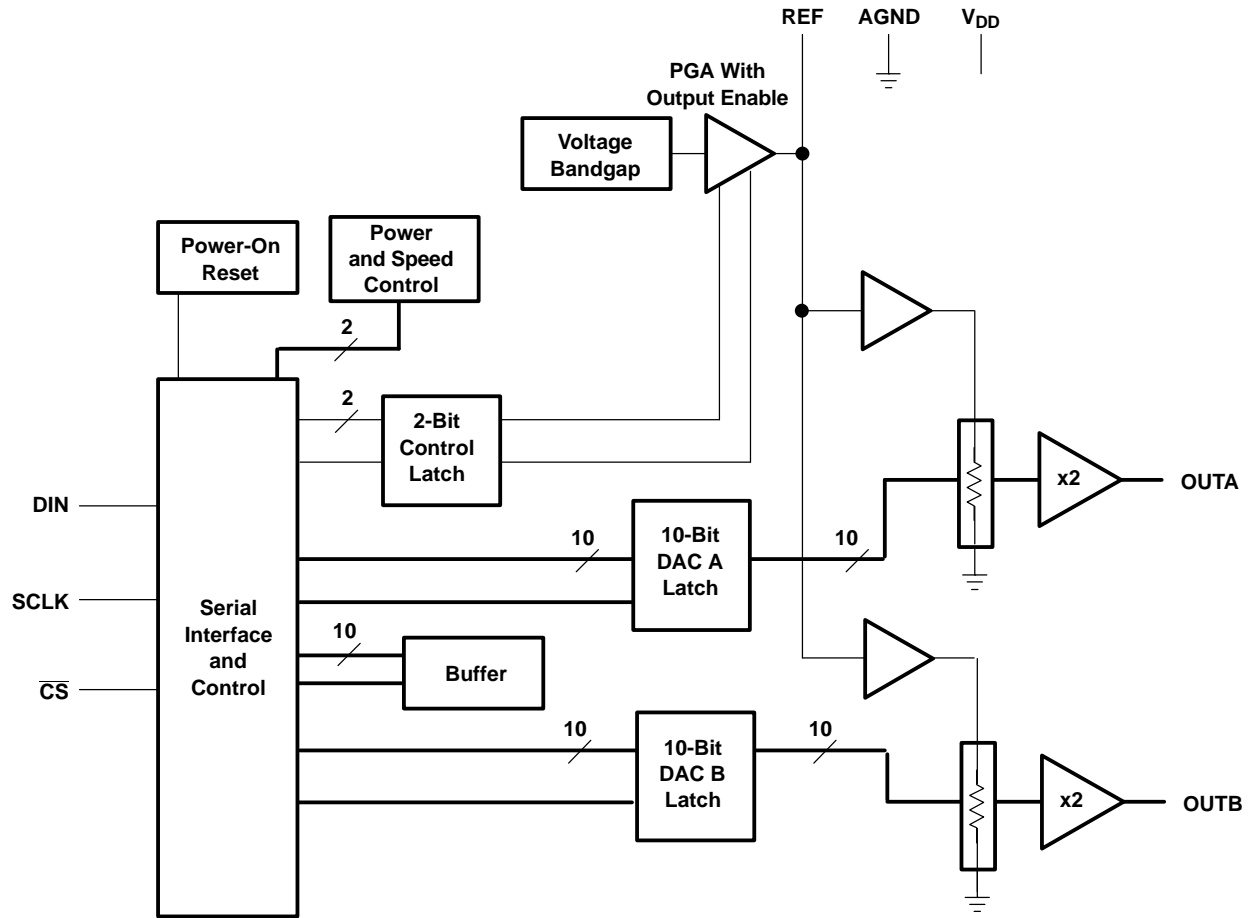 REF AGND VDD
PGA With
Output Enable
Voltage
Bandgap
Power-On
Reset
Power
and Speed
Control
2
2
2-Bit
Control
Latch
x2
OUTA
DIN
10
10-Bit
DAC A
Latch
10
SCLK
Serial
Interface
and
Control
10
Buffer
CS
10
10-Bit
DAC B
Latch
10
x2
OUTB